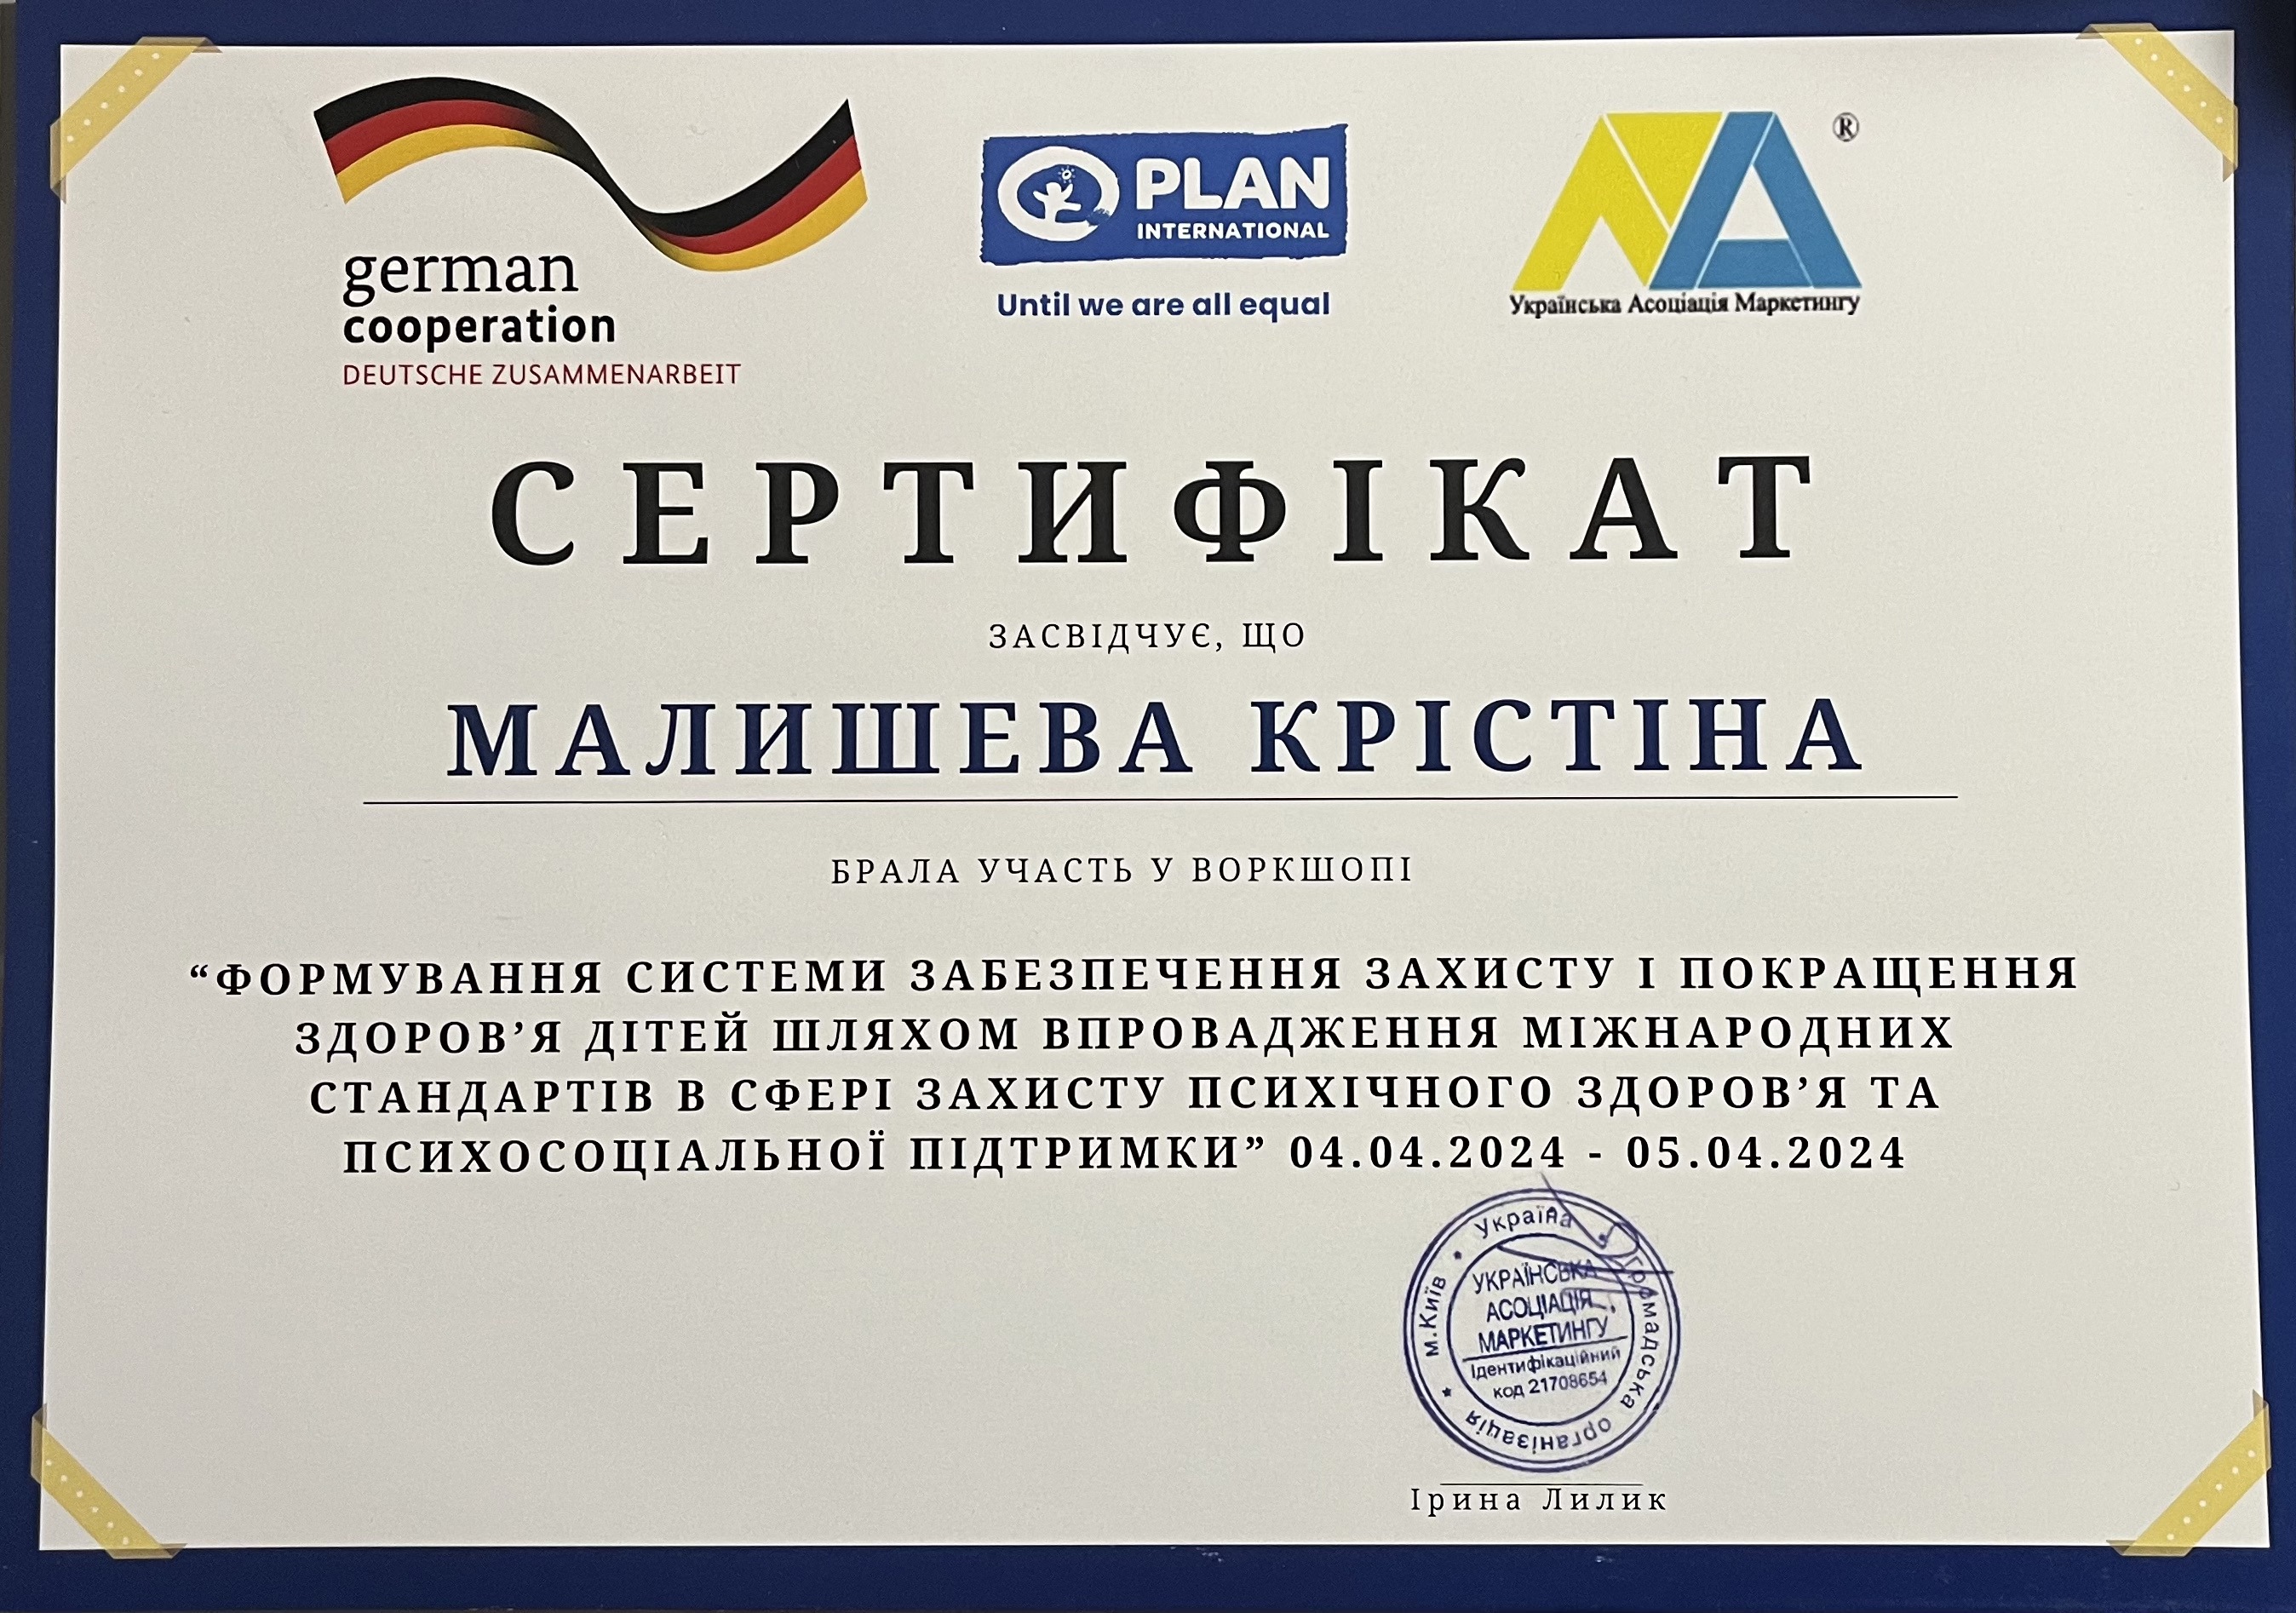 german
cooperation
DEUTSCHE ZUSAMMENARBEIT
PLAN
INTERNATIONAL
Until we are all equal
®
Українська Асоціація Маркетингу
СЕРТИФІКАТ
ЗАСВІДЧУЄ, ЩО
МАЛИШЕВА КРІСТІНА
БРАЛА УЧАСТЬ У ВОРКШОПІ
“ФОРМУВАННЯ СИСТЕМИ ЗАБЕЗПЕЧЕННЯ ЗАХИСТУ І ПОКРАЩЕННЯ
ЗДОРОВ’Я ДІТЕЙ ШЛЯХОМ ВПРОВАДЖЕННЯ МІЖНАРОДНИХ
СТАНДАРТІВ В СФЕРІ ЗАХИСТУ ПСИХІЧНОГО ЗДОРОВ’Я ТА
ПСИХОСОЦІАЛЬНОЇ ПІДТРИМКИ” 04.04.2024 - 05.04.2024
м.Київ * Україна * Громадська організація *
УКРАЇНСЬКА
АСОЦІАЦІЯ
МАРКЕТИНГУ
Ідентифікаційний
код 21708654
Ірина Лилик